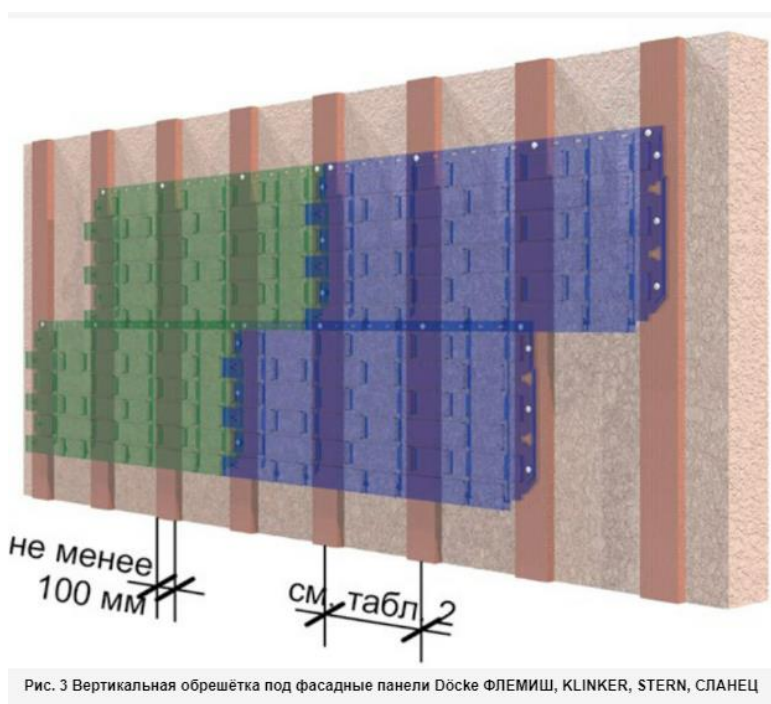 не менее
100 мм
см. табл. 2
Рис. 3 Вертикальная обрешётка под фасадные панели Döcke ФЛЕМИШ, KLINKER, STERN, СЛАНЕЦ